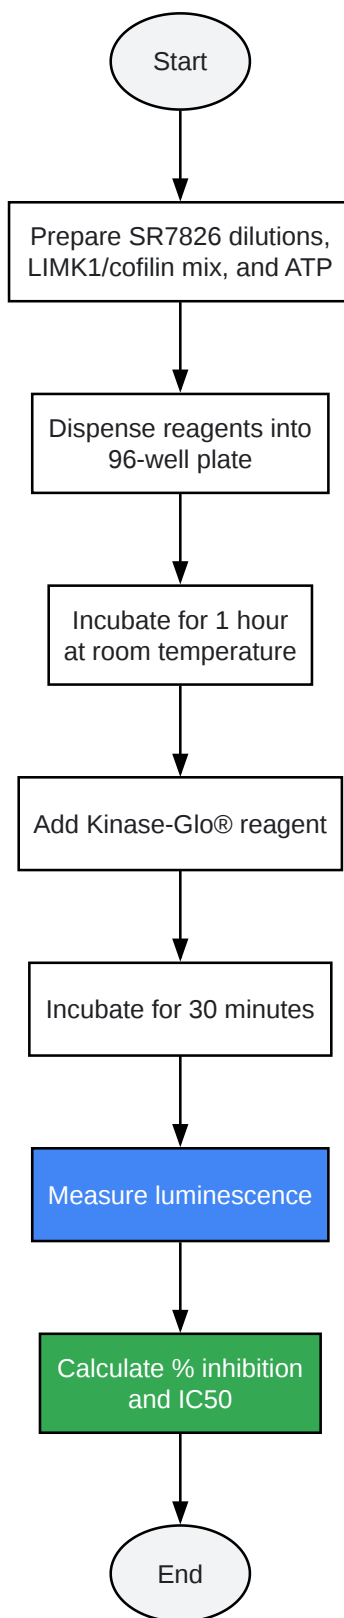 Start
Prepare SR7826 dilutions,
LIMK1/cofilin mix, and ATP
Dispense reagents into
96-well plate
Incubate for 1 hour
at room temperature
Add Kinase-Glo® reagent
Incubate for 30 minutes
Measure luminescence
Calculate % inhibition
and IC50
End